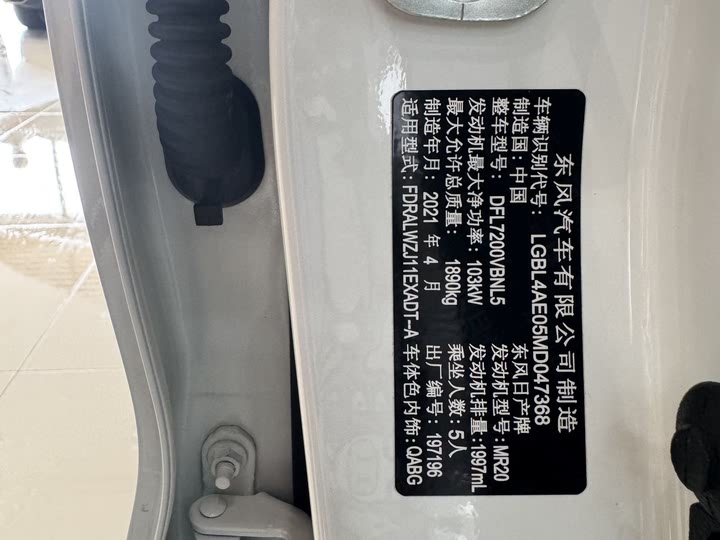 东风汽车有限公司制造
车辆识别代号: LGBL4AE05MD047368
制造国: 中国 东风日产牌
整车型号: DFL7200VBNL5 发动机型号: MR20
发动机最大净功率: 103kW 发动机排量: 1997mL
最大允许总质量: 1890kg 乘坐人数: 5人
制造年月: 2021 年 4 月 出厂编号: 197196
适用型式: FDRALWZJ11EXADT-A 车体色内饰: QABG